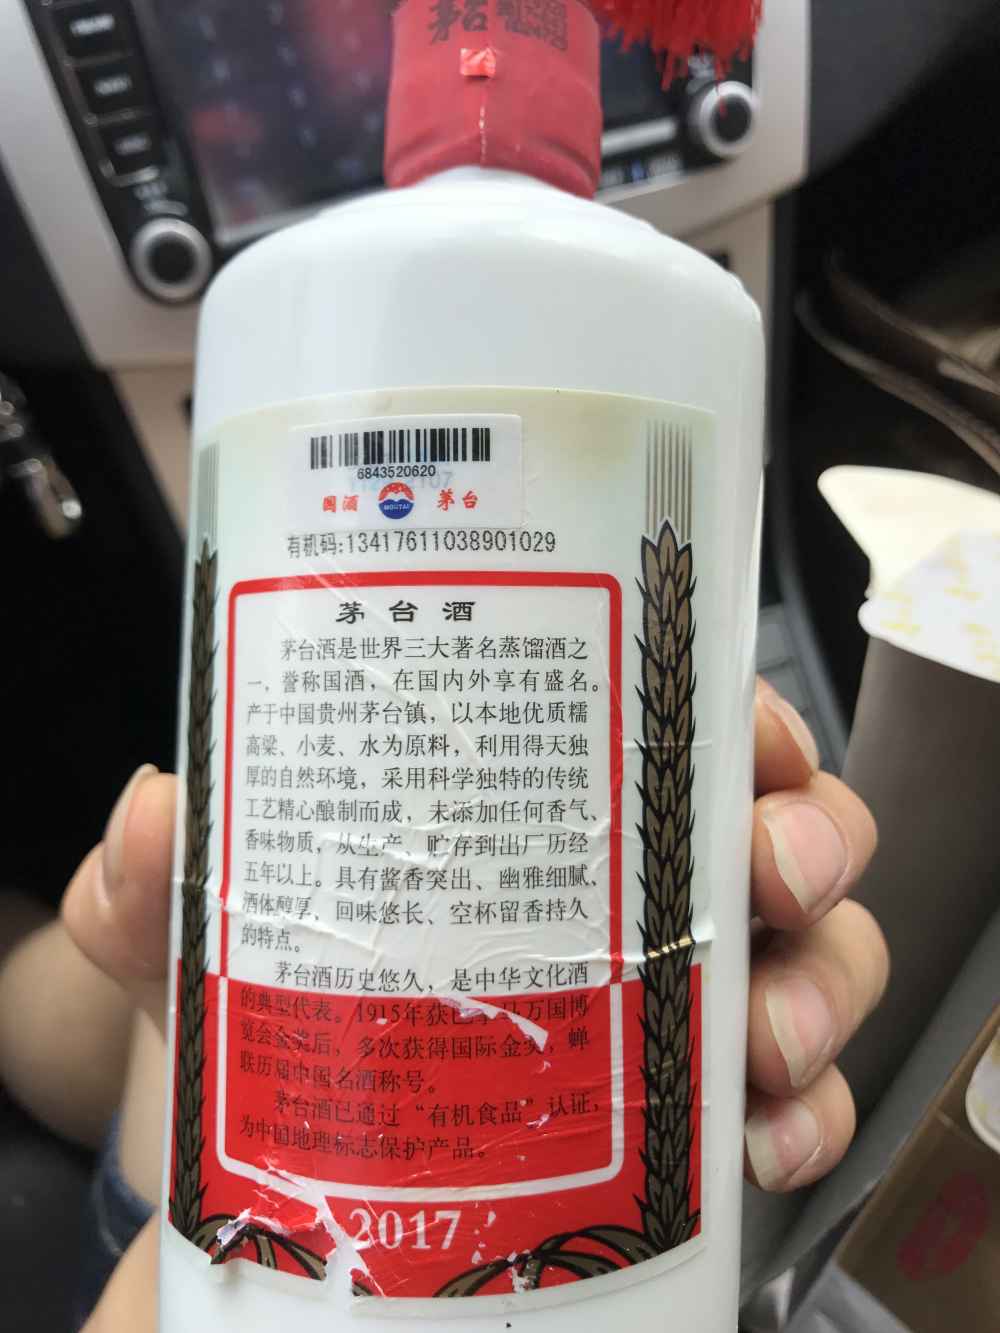 茅台
6843520620
国酒 MOUTAI 茅台
有机码:13417611038901029
茅台酒
茅台酒是世界三大著名蒸馏酒之
一，誉称国酒，在国内外享有盛名。
产于中国贵州茅台镇，以本地优质糯
高粱、小麦、水为原料，利用得天独
厚的自然环境，采用科学独特的传统
工艺精心酿制而成，未添加任何香气、
香味物质，从生产、贮存到出厂历经
五年以上。具有酱香突出、幽雅细腻、
酒体醇厚，回味悠长、空杯留香持久
的特点。
茅台酒历史悠久，是中华文化酒
的典型代表。1915年获巴拿马万国博
览会金奖后，多次获得国际金奖，蝉
联历届中国名酒称号。
茅台酒已通过“有机食品”认证，
为中国地理标志保护产品。
2017